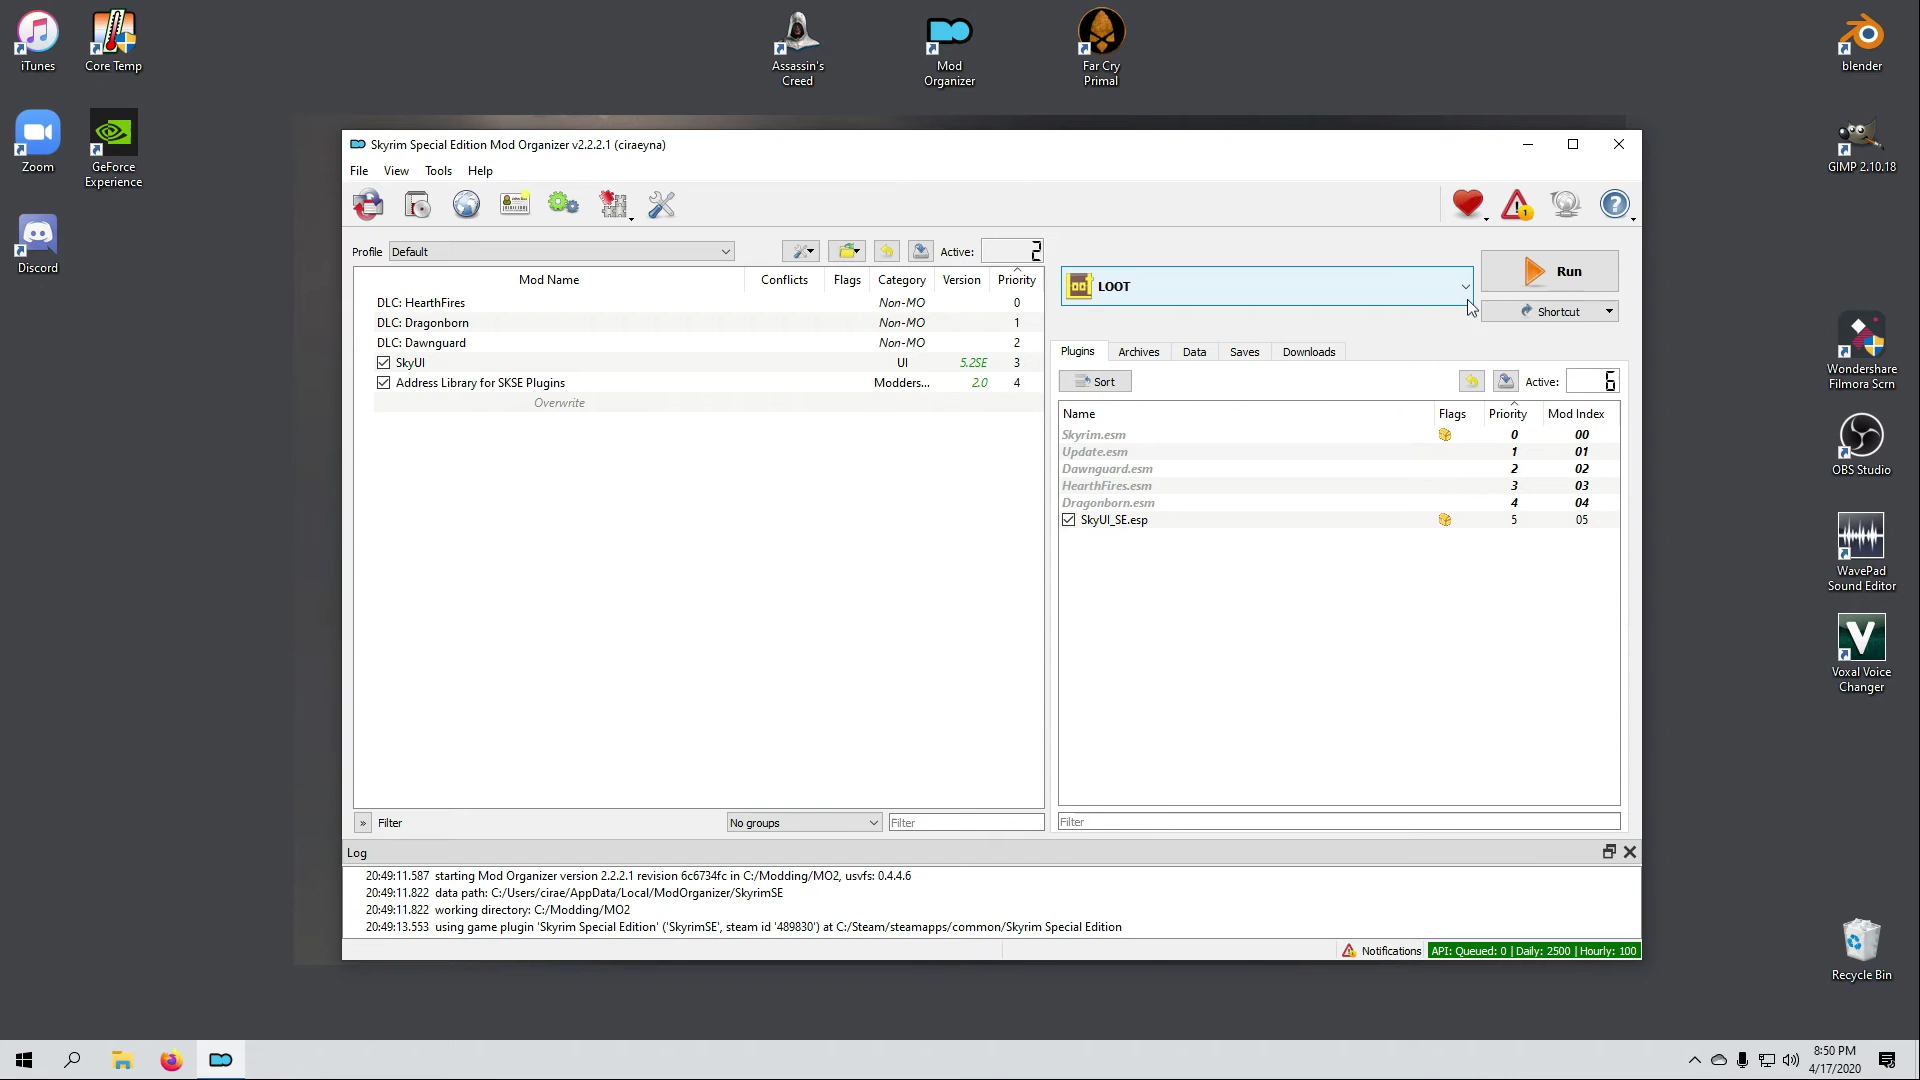 iTunes
Core Temp
Assassin's
Creed
Mod
Organizer
Far Cry
Primal
blender
Zoom
GeForce
Experience
GIMP 2.10.18
Discord
Wondershare
Filmora Scrn
OBS Studio
WavePad
Sound Editor
Voxal Voice
Changer
Recycle Bin
Skyrim Special Edition Mod Organizer v2.2.2.1 (ciraeyna)
File View Tools Help
Profile Default Active: 2
Mod Name Conflicts Flags Category Version Priority
DLC: HearthFires Non-MO 0
DLC: Dragonborn Non-MO 1
DLC: Dawnguard Non-MO 2
SkyUI UI 5.2SE 3
Address Library for SKSE Plugins Modders... 2.0 4
Overwrite
» Filter No groups Filter
LOOT
Run
Shortcut
Plugins Archives Data Saves Downloads
Sort Active: 6
Name Flags Priority Mod Index
Skyrim.esm 0 00
Update.esm 1 01
Dawnguard.esm 2 02
HearthFires.esm 3 03
Dragonborn.esm 4 04
SkyUI_SE.esp 5 05
Filter
Log
20:49:11.587 starting Mod Organizer version 2.2.2.1 revision 6c6734fc in C:/Modding/MO2, usvfs: 0.4.4.6
20:49:11.822 data path: C:/Users/cirae/AppData/Local/ModOrganizer/SkyrimSE
20:49:11.822 working directory: C:/Modding/MO2
20:49:13.553 using game plugin 'Skyrim Special Edition' ('SkyrimSE', steam id '489830') at C:/Steam/steamapps/common/Skyrim Special Edition
Notifications API: Queued: 0 | Daily: 2500 | Hourly: 100
8:50 PM
4/17/2020